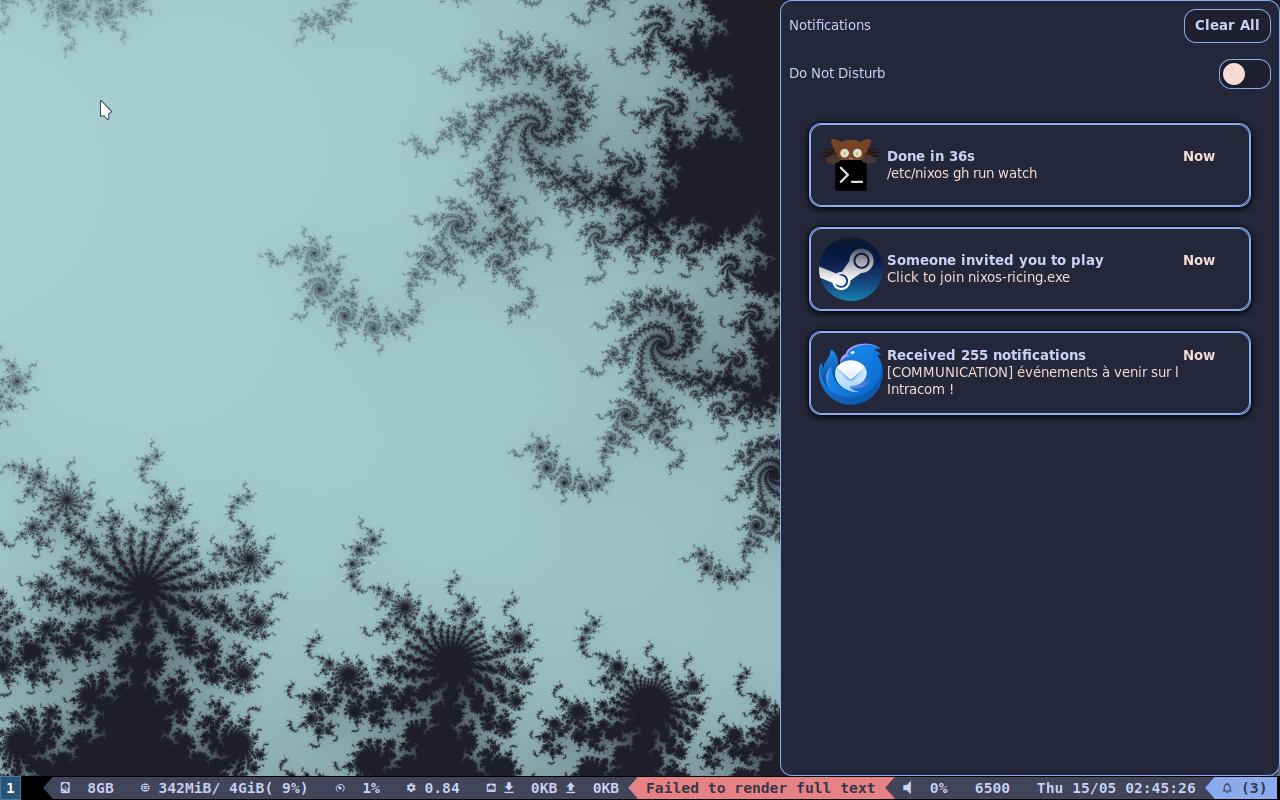 Notifications
Clear All
Do Not Disturb
Done in 36s
Now
/etc/nixos gh run watch
Someone invited you to play
Now
Click to join nixos-ricing.exe
Received 255 notifications
Now
[COMMUNICATION] événements à venir sur l
Intracom !
1 8GB 342MiB/ 4GiB( 9%) 1% 0.84 0KB 0KB Failed to render full text 0% 6500 Thu 15/05 02:45:26 (3)